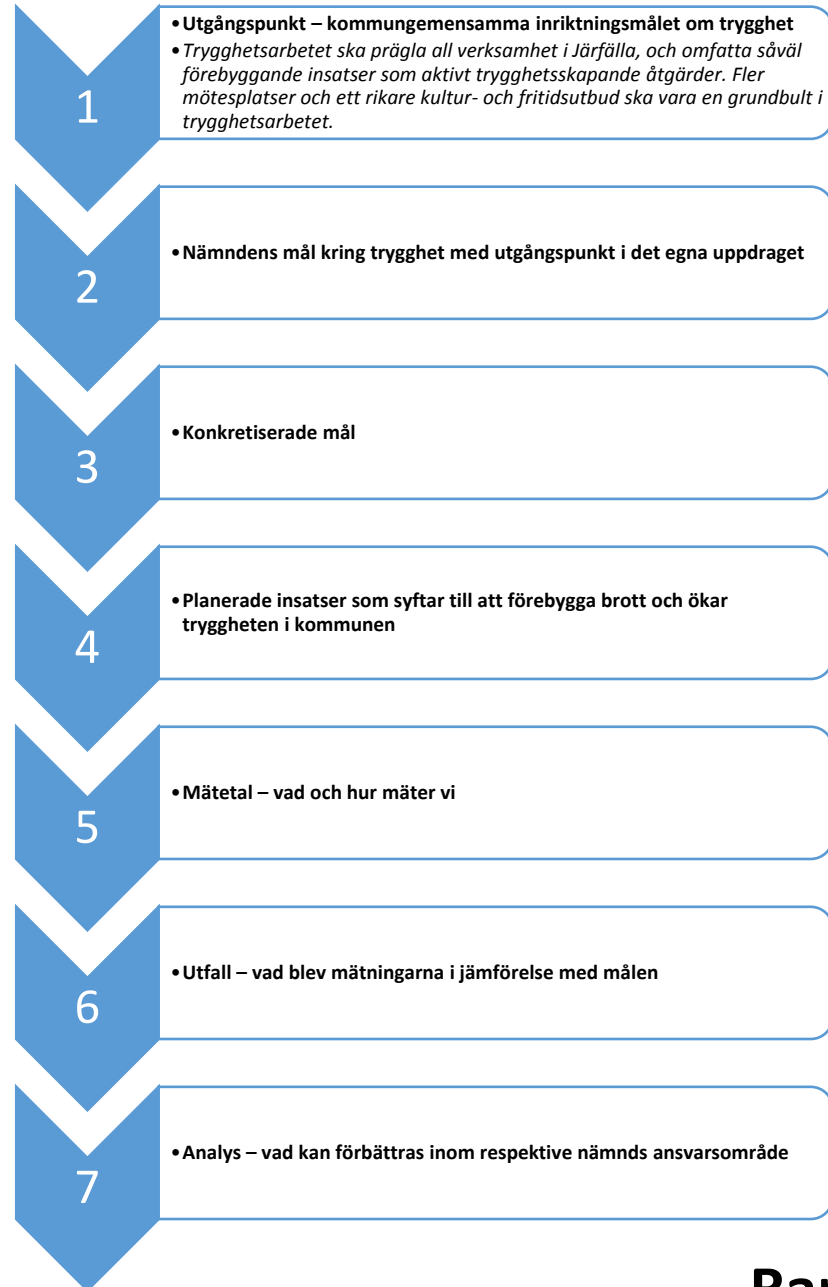 •Utgångspunkt – kommungemensamma inriktningsmålet om trygghet
•Trygghetsarbetet ska prägla all verksamhet i Järfälla, och omfatta såväl
förebyggande insatser som aktivt trygghetsskapande åtgärder. Fler
mötesplatser och ett rikare kultur- och fritidsutbud ska vara en grundbult i
trygghetsarbetet.
1
•Nämndens mål kring trygghet med utgångspunkt i det egna uppdraget
2
•Konkretiserade mål
3
•Planerade insatser som syftar till att förebygga brott och ökar
tryggheten i kommunen
4
•Mätetal – vad och hur mäter vi
5
•Utfall – vad blev mätningarna i jämförelse med målen
6
•Analys – vad kan förbättras inom respektive nämnds ansvarsområde
7